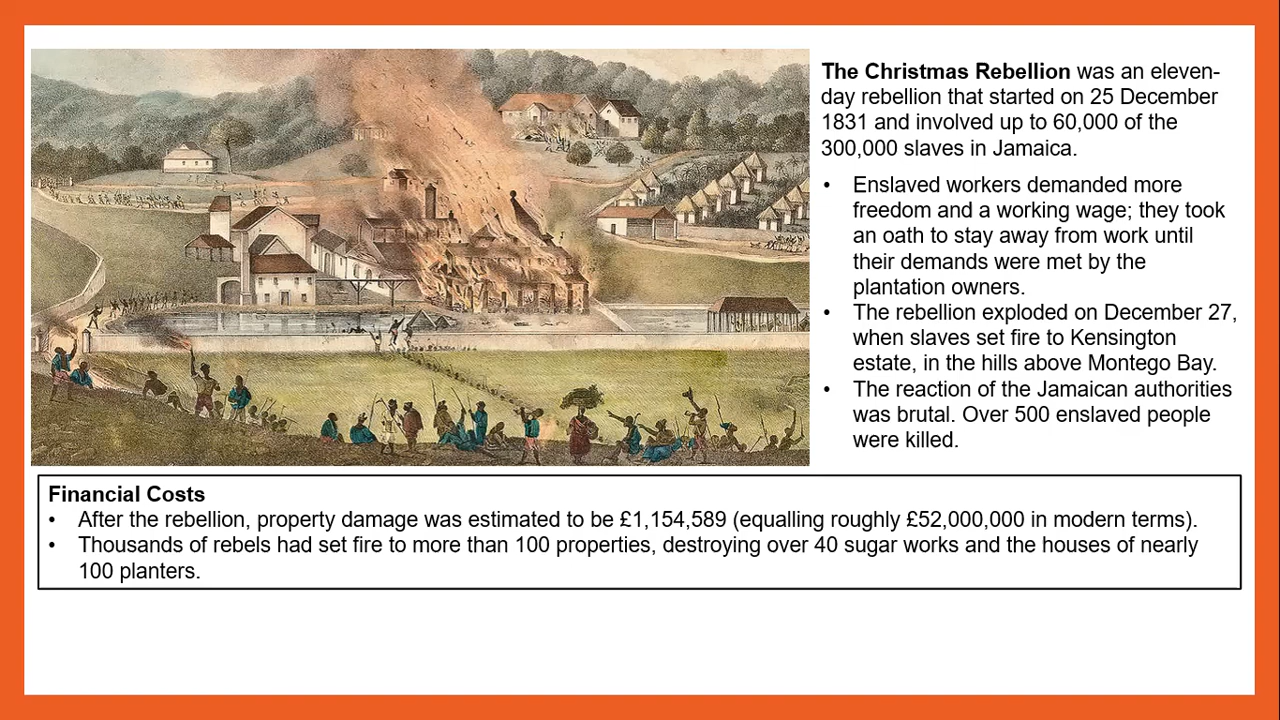 The Christmas Rebellion was an eleven-
day rebellion that started on 25 December
1831 and involved up to 60,000 of the
300,000 slaves in Jamaica.
• Enslaved workers demanded more
freedom and a working wage; they took
an oath to stay away from work until
their demands were met by the
plantation owners.
• The rebellion exploded on December 27,
when slaves set fire to Kensington
estate, in the hills above Montego Bay.
• The reaction of the Jamaican authorities
was brutal. Over 500 enslaved people
were killed.
Financial Costs
• After the rebellion, property damage was estimated to be £1,154,589 (equalling roughly £52,000,000 in modern terms).
• Thousands of rebels had set fire to more than 100 properties, destroying over 40 sugar works and the houses of nearly
100 planters.